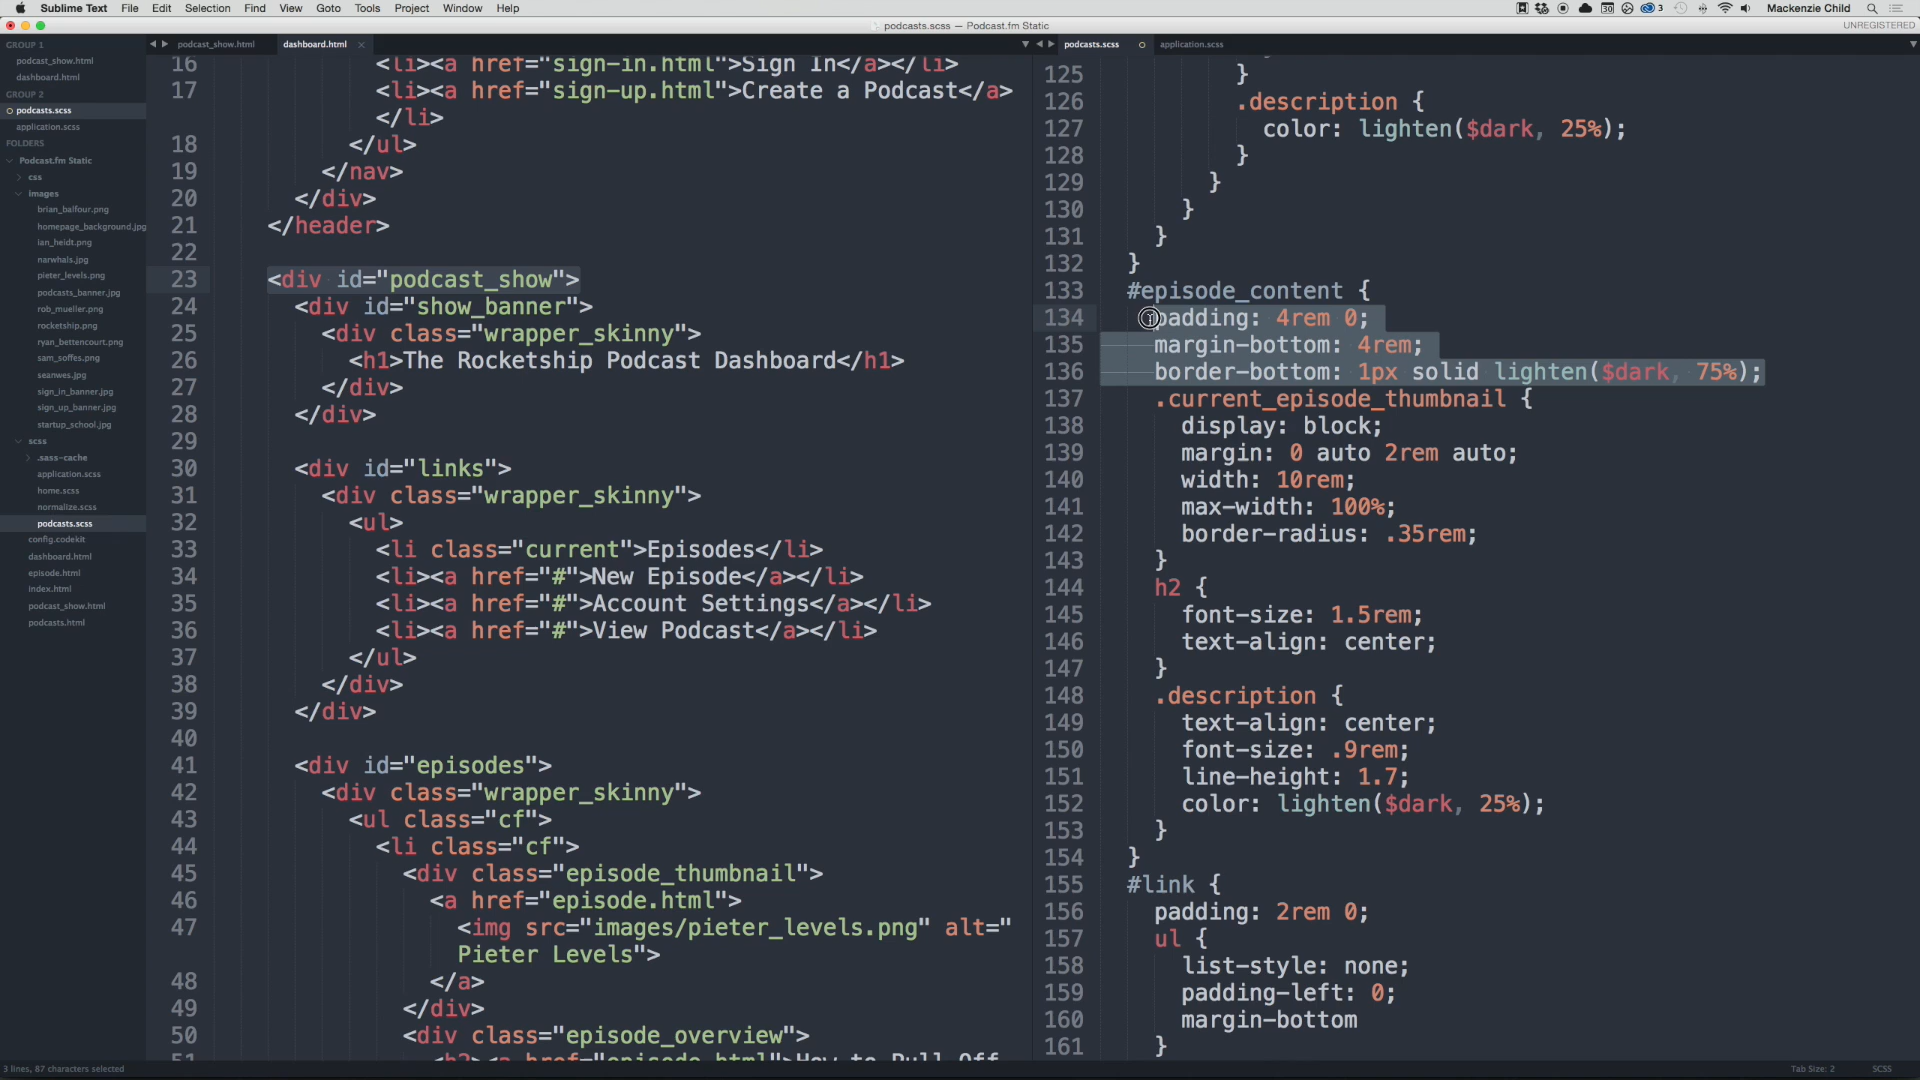 Sublime Text File Edit Selection Find View Goto Tools Project Window Help
3 Mackenzie Child
podcasts.scss — Podcast.fm Static
UNREGISTERED
GROUP 1
podcast_show.html
dashboard.html
GROUP 2
podcasts.scss
application.scss
FOLDERS
Podcast.fm Static
css
images
brian_balfour.png
homepage_background.jpg
ian_heidt.png
narwhals.jpg
pieter_levels.png
podcasts_banner.jpg
rob_mueller.png
rocketship.png
ryan_bettencourt.png
sam_soffes.png
seanwes.jpg
sign_in_banner.jpg
sign_up_banner.jpg
startup_school.jpg
scss
.sass-cache
application.scss
home.scss
normalize.scss
podcasts.scss
config.codekit
dashboard.html
episode.html
index.html
podcast_show.html
podcasts.html
podcast_show.html dashboard.html
16 <li><a href="sign-in.html">Sign In</a></li>
17 <li><a href="sign-up.html">Create a Podcast</a>
</li>
18 </ul>
19 </nav>
20 </div>
21 </header>
22
23 <div id="podcast_show">
24 <div id="show_banner">
25 <div class="wrapper_skinny">
26 <h1>The Rocketship Podcast Dashboard</h1>
27 </div>
28 </div>
29
30 <div id="links">
31 <div class="wrapper_skinny">
32 <ul>
33 <li class="current">Episodes</li>
34 <li><a href="#">New Episode</a></li>
35 <li><a href="#">Account Settings</a></li>
36 <li><a href="#">View Podcast</a></li>
37 </ul>
38 </div>
39 </div>
40
41 <div id="episodes">
42 <div class="wrapper_skinny">
43 <ul class="cf">
44 <li class="cf">
45 <div class="episode_thumbnail">
46 <a href="episode.html">
47 <img src="images/pieter_levels.png" alt="
Pieter Levels">
48 </a>
49 </div>
50 <div class="episode_overview">
51 <h2><a href="episode.html">How to Pull Off
podcasts.scss application.scss
125 }
126 .description {
127 color: lighten($dark, 25%);
128 }
129 }
130 }
131 }
132 }
133 #episode_content {
134 padding: 4rem 0;
135 margin-bottom: 4rem;
136 border-bottom: 1px solid lighten($dark, 75%);
137 .current_episode_thumbnail {
138 display: block;
139 margin: 0 auto 2rem auto;
140 width: 10rem;
141 max-width: 100%;
142 border-radius: .35rem;
143 }
144 h2 {
145 font-size: 1.5rem;
146 text-align: center;
147 }
148 .description {
149 text-align: center;
150 font-size: .9rem;
151 line-height: 1.7;
152 color: lighten($dark, 25%);
153 }
154 }
155 #link {
156 padding: 2rem 0;
157 ul {
158 list-style: none;
159 padding-left: 0;
160 margin-bottom
161 }
3 lines, 87 characters selected
Tab Size: 2 SCSS